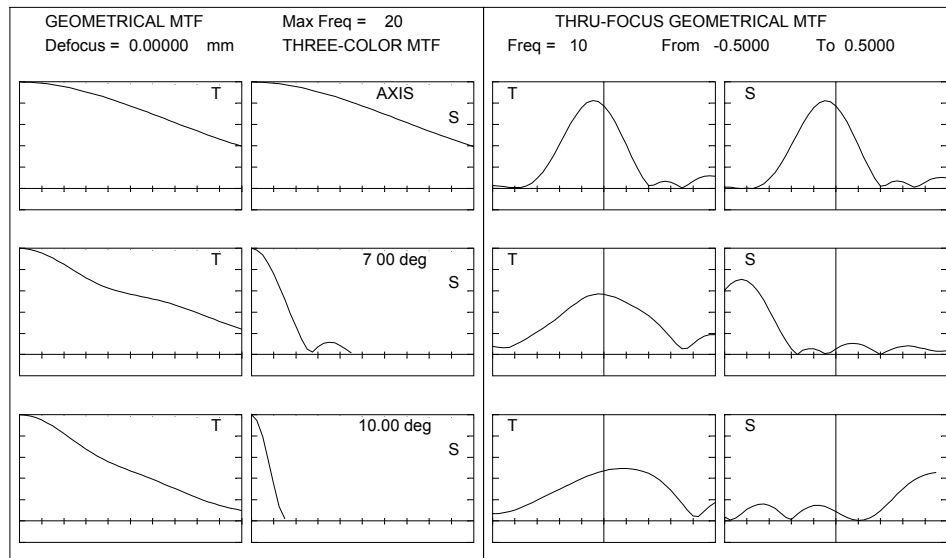 GEOMETRICAL MTF
Max Freq = 20
Defocus = 0.00000 mm
THREE-COLOR MTF
THRU-FOCUS GEOMETRICAL MTF
Freq = 10 From -0.5000 To 0.5000
T
AXIS
S
T
S
T
7 00 deg
S
T
S
T
10.00 deg
S
T
S